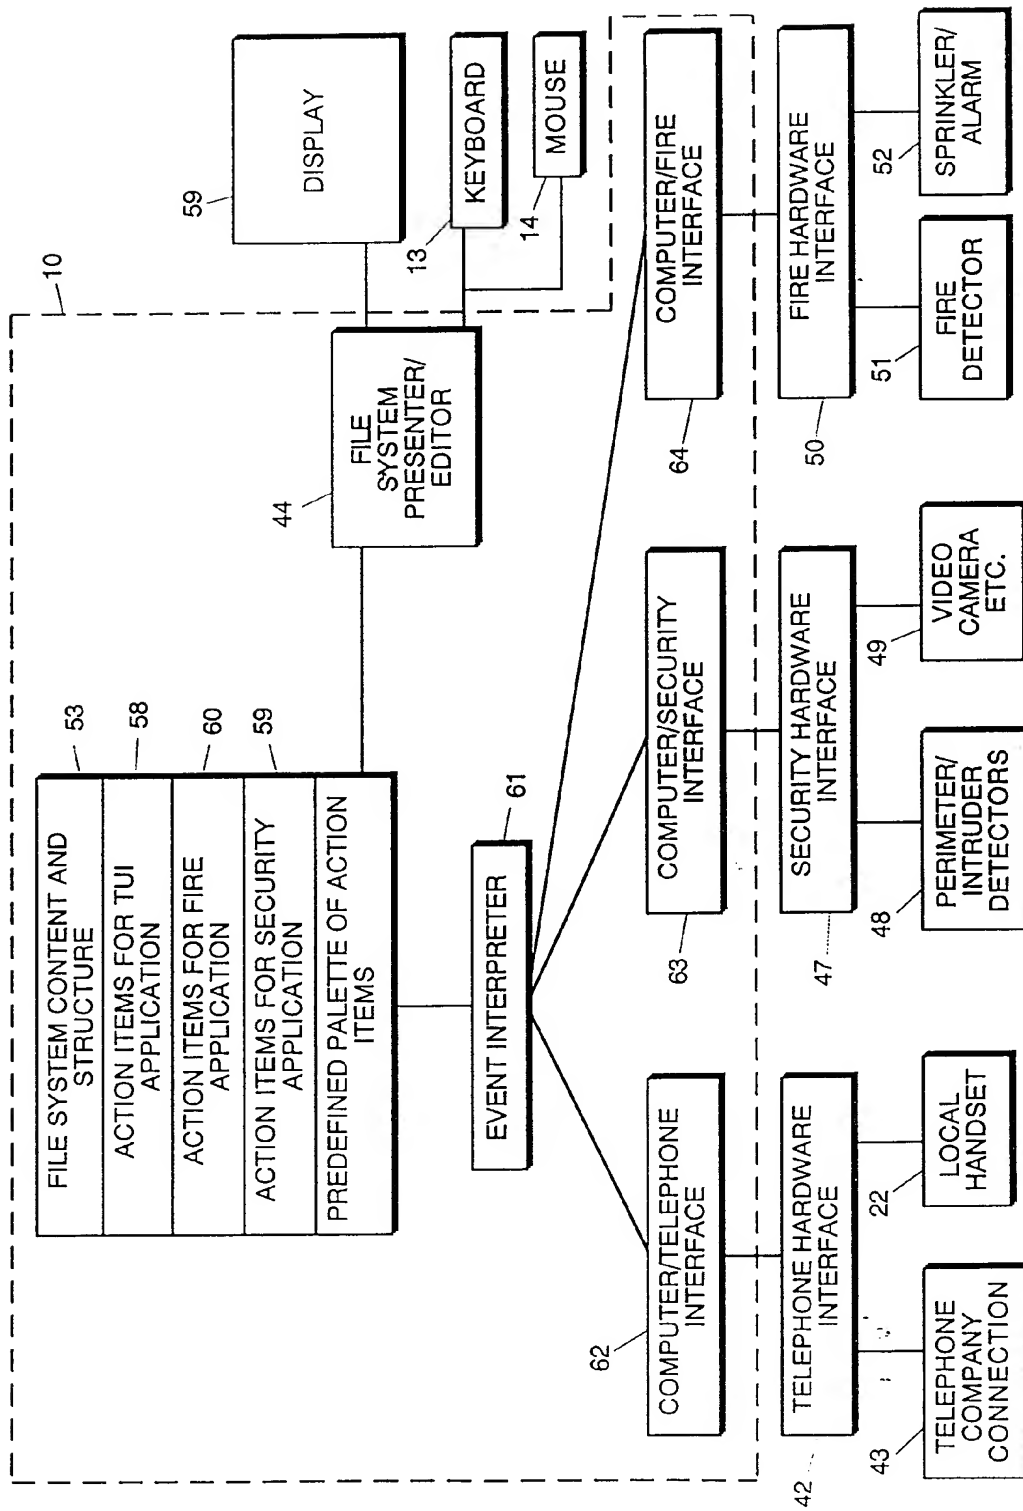 10
53
58
60
59
FILE SYSTEM CONTENT AND
STRUCTURE
ACTION ITEMS FOR TUI
APPLICATION
ACTION ITEMS FOR FIRE
APPLICATION
ACTION ITEMS FOR SECURITY
APPLICATION
PREDEFINED PALETTE OF ACTION
ITEMS
44
FILE
SYSTEM
PRESENTER/
EDITOR
59
DISPLAY
13
KEYBOARD
14
MOUSE
EVENT INTERPRETER
61
62
COMPUTER/TELEPHONE
INTERFACE
63
COMPUTER/SECURITY
INTERFACE
64
COMPUTER/FIRE
INTERFACE
42
TELEPHONE HARDWARE
INTERFACE
47
SECURITY HARDWARE
INTERFACE
50
FIRE HARDWARE
INTERFACE
43
TELEPHONE
COMPANY
CONNECTION
22
LOCAL
HANDSET
48
PERIMETER/
INTRUDER
DETECTORS
49
VIDEO
CAMERA
ETC.
51
FIRE
DETECTOR
52
SPRINKLER/
ALARM